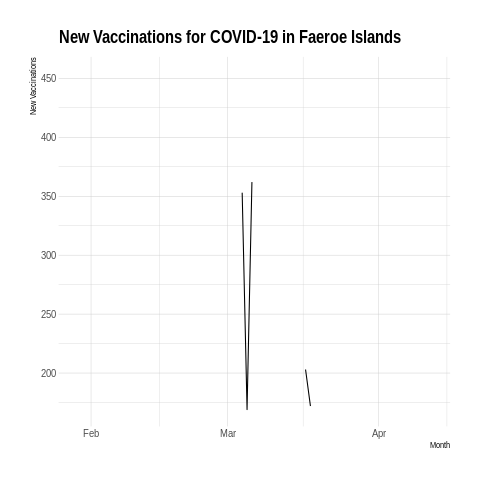 New Vaccinations for COVID-19 in Faeroe Islands
New Vaccinations
450
400
350
300
250
200
Feb Mar Apr
Month